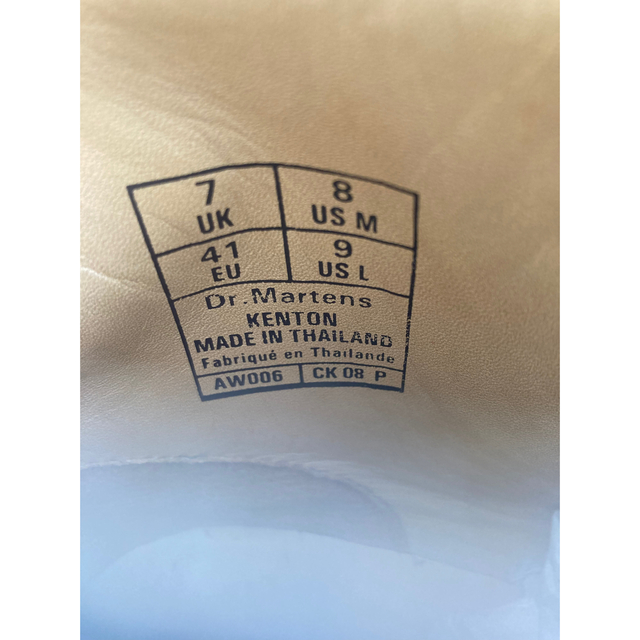 7 UK
8 US M
41 EU
9 US L
Dr. Martens
KENTON
MADE IN THAILAND
Fabriqué en Thaïlande
AW006
CK 08 P